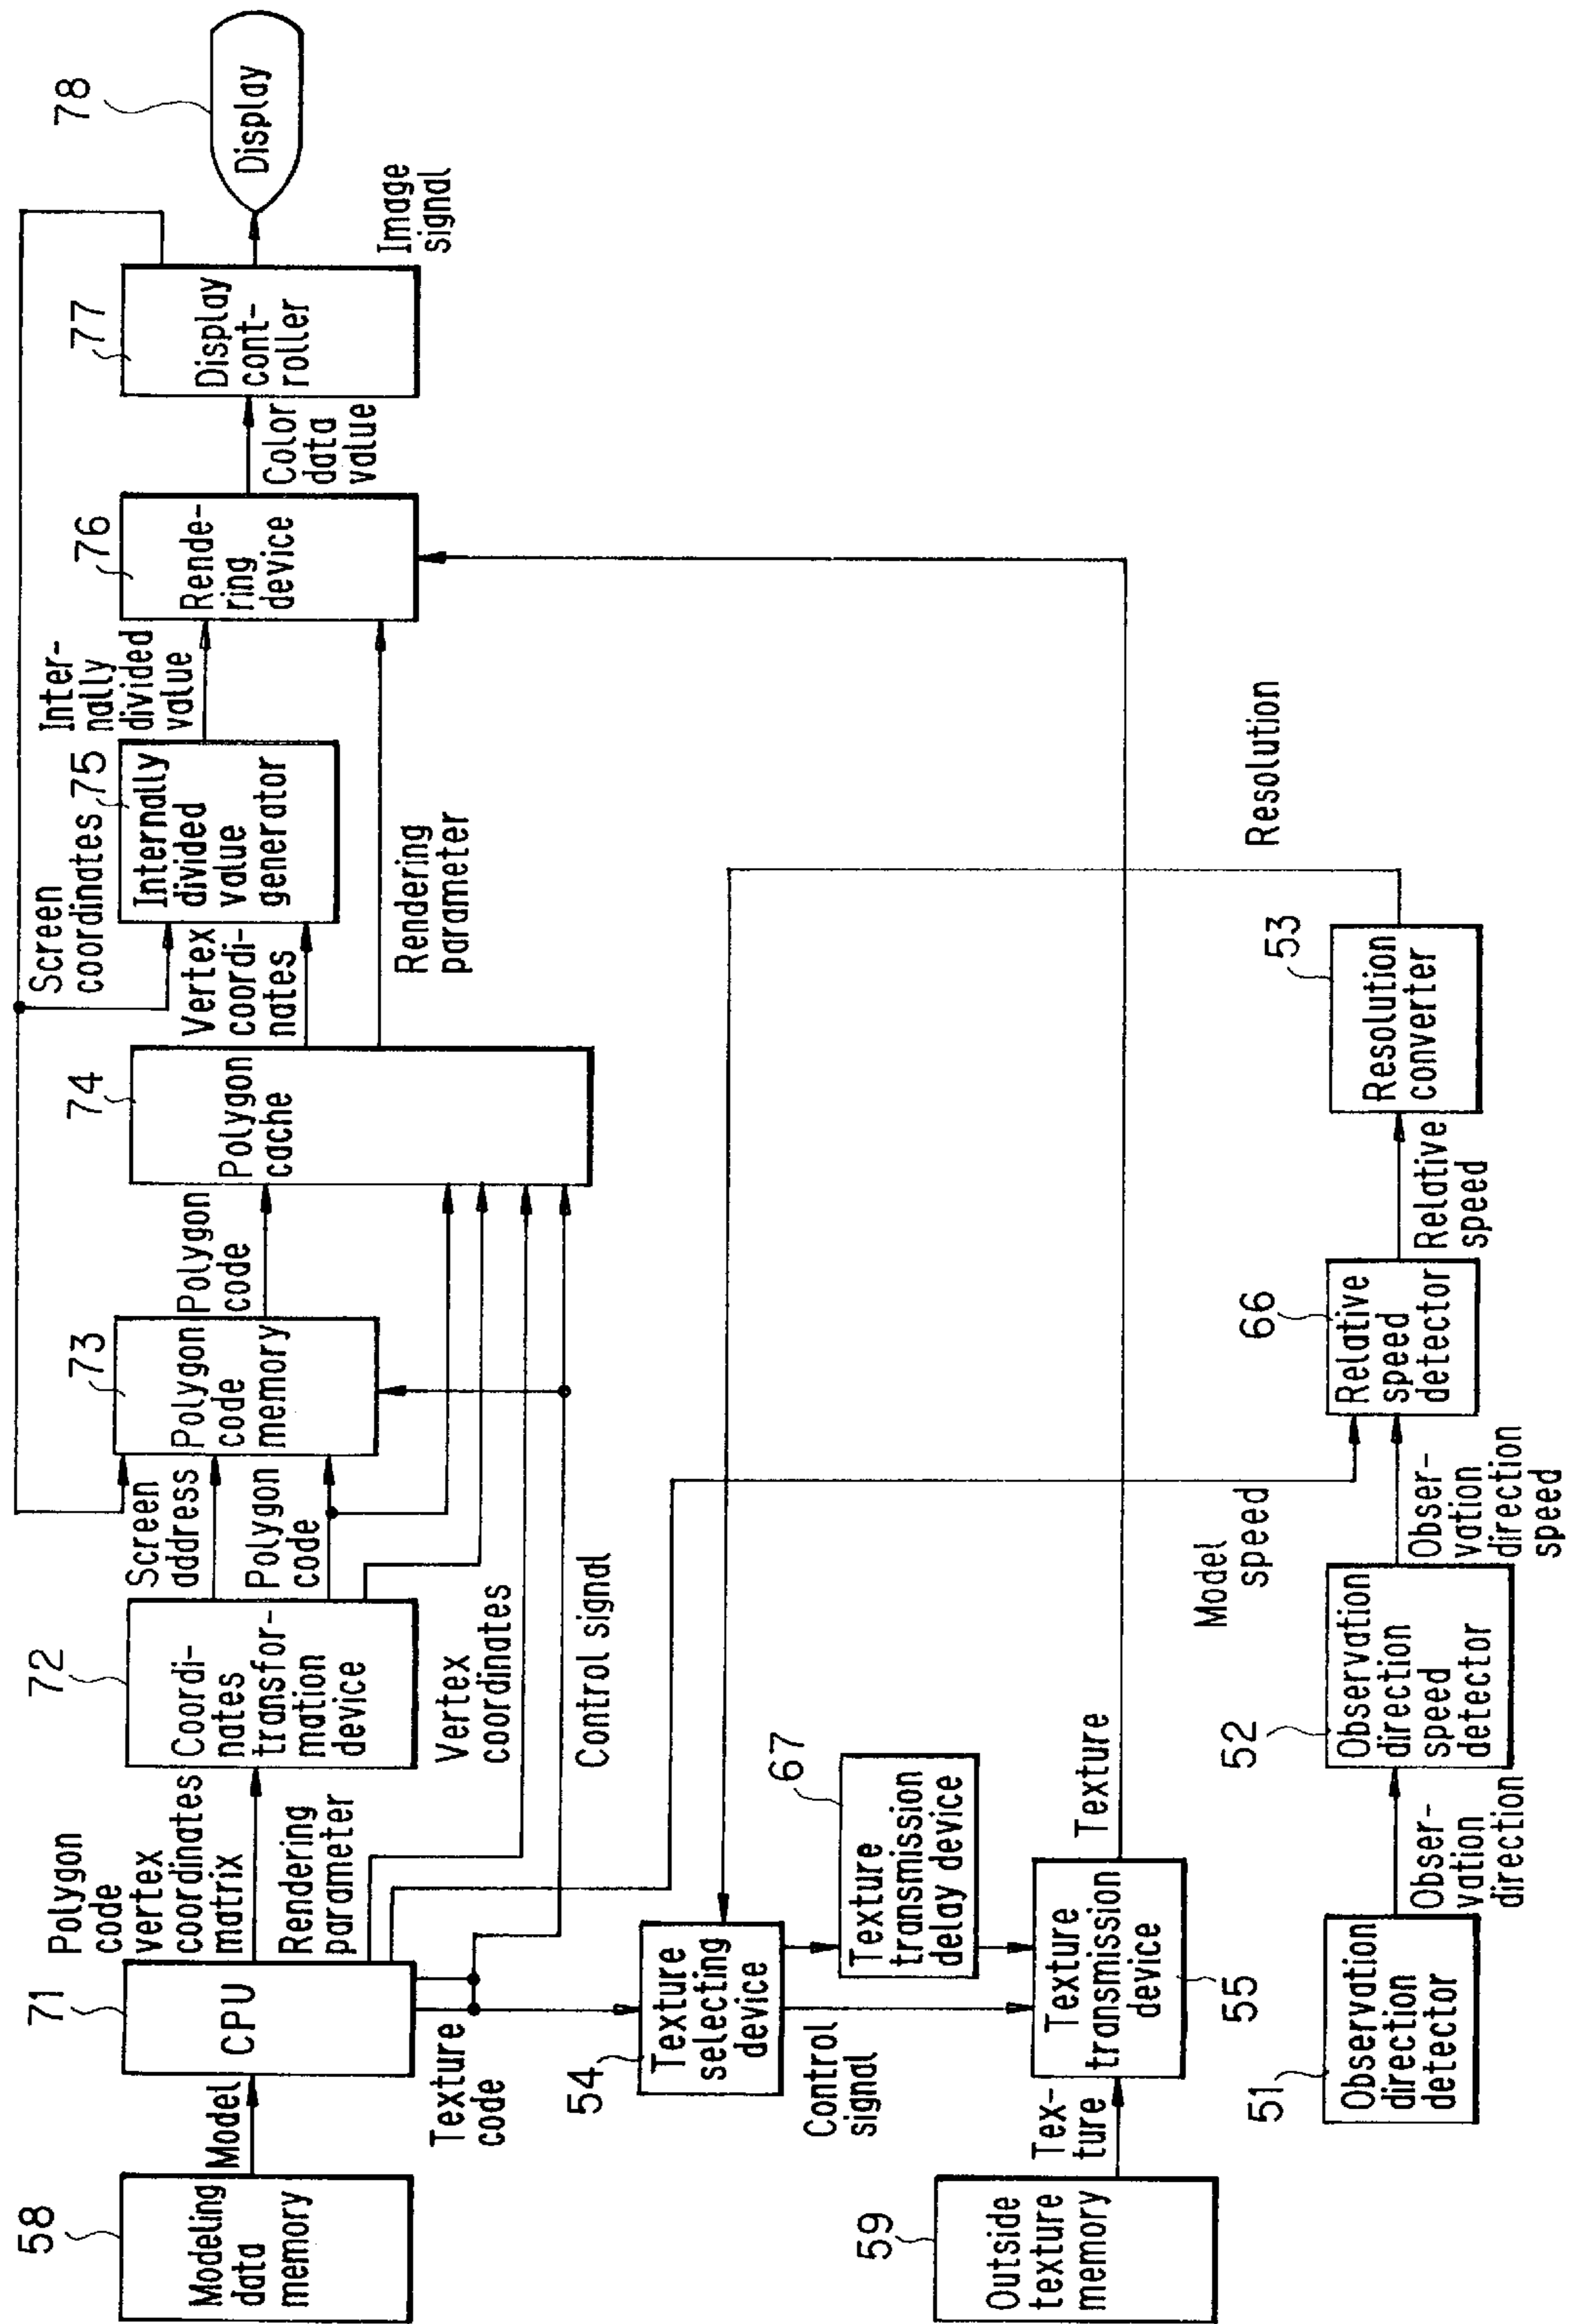 58
Modeling
data
memory
Model
71
CPU
Polygon
code
vertex
coordinates
matrix
Rendering
parameter
Texture
code
72
Coordi-
nates
transfor-
mation
device
Screen
address
Polygon
code
Vertex
coordinates
Control signal
73
Polygon
code
memory
Polygon
code
74
Polygon
cache
Screen
coordinates
Vertex
coordi-
nates
Rendering
parameter
75
Internally
divided
value
generator
Inter-
nally
divided
value
76
Rende-
ring
device
Color
data
value
77
Display
cont-
roller
Image
signal
78
Display
54
Texture
selecting
device
Control
signal
67
Texture
transmission
delay device
59
Outside
texture
memory
Tex-
ture
Texture
transmission
device
55
Texture
51
Observation
direction
detector
Obser-
vation
direction
52
Observation
direction
speed
detector
Model
speed
Obser-
vation
direction
speed
66
Relative
speed
detector
Relative
speed
53
Resolution
converter
Resolution